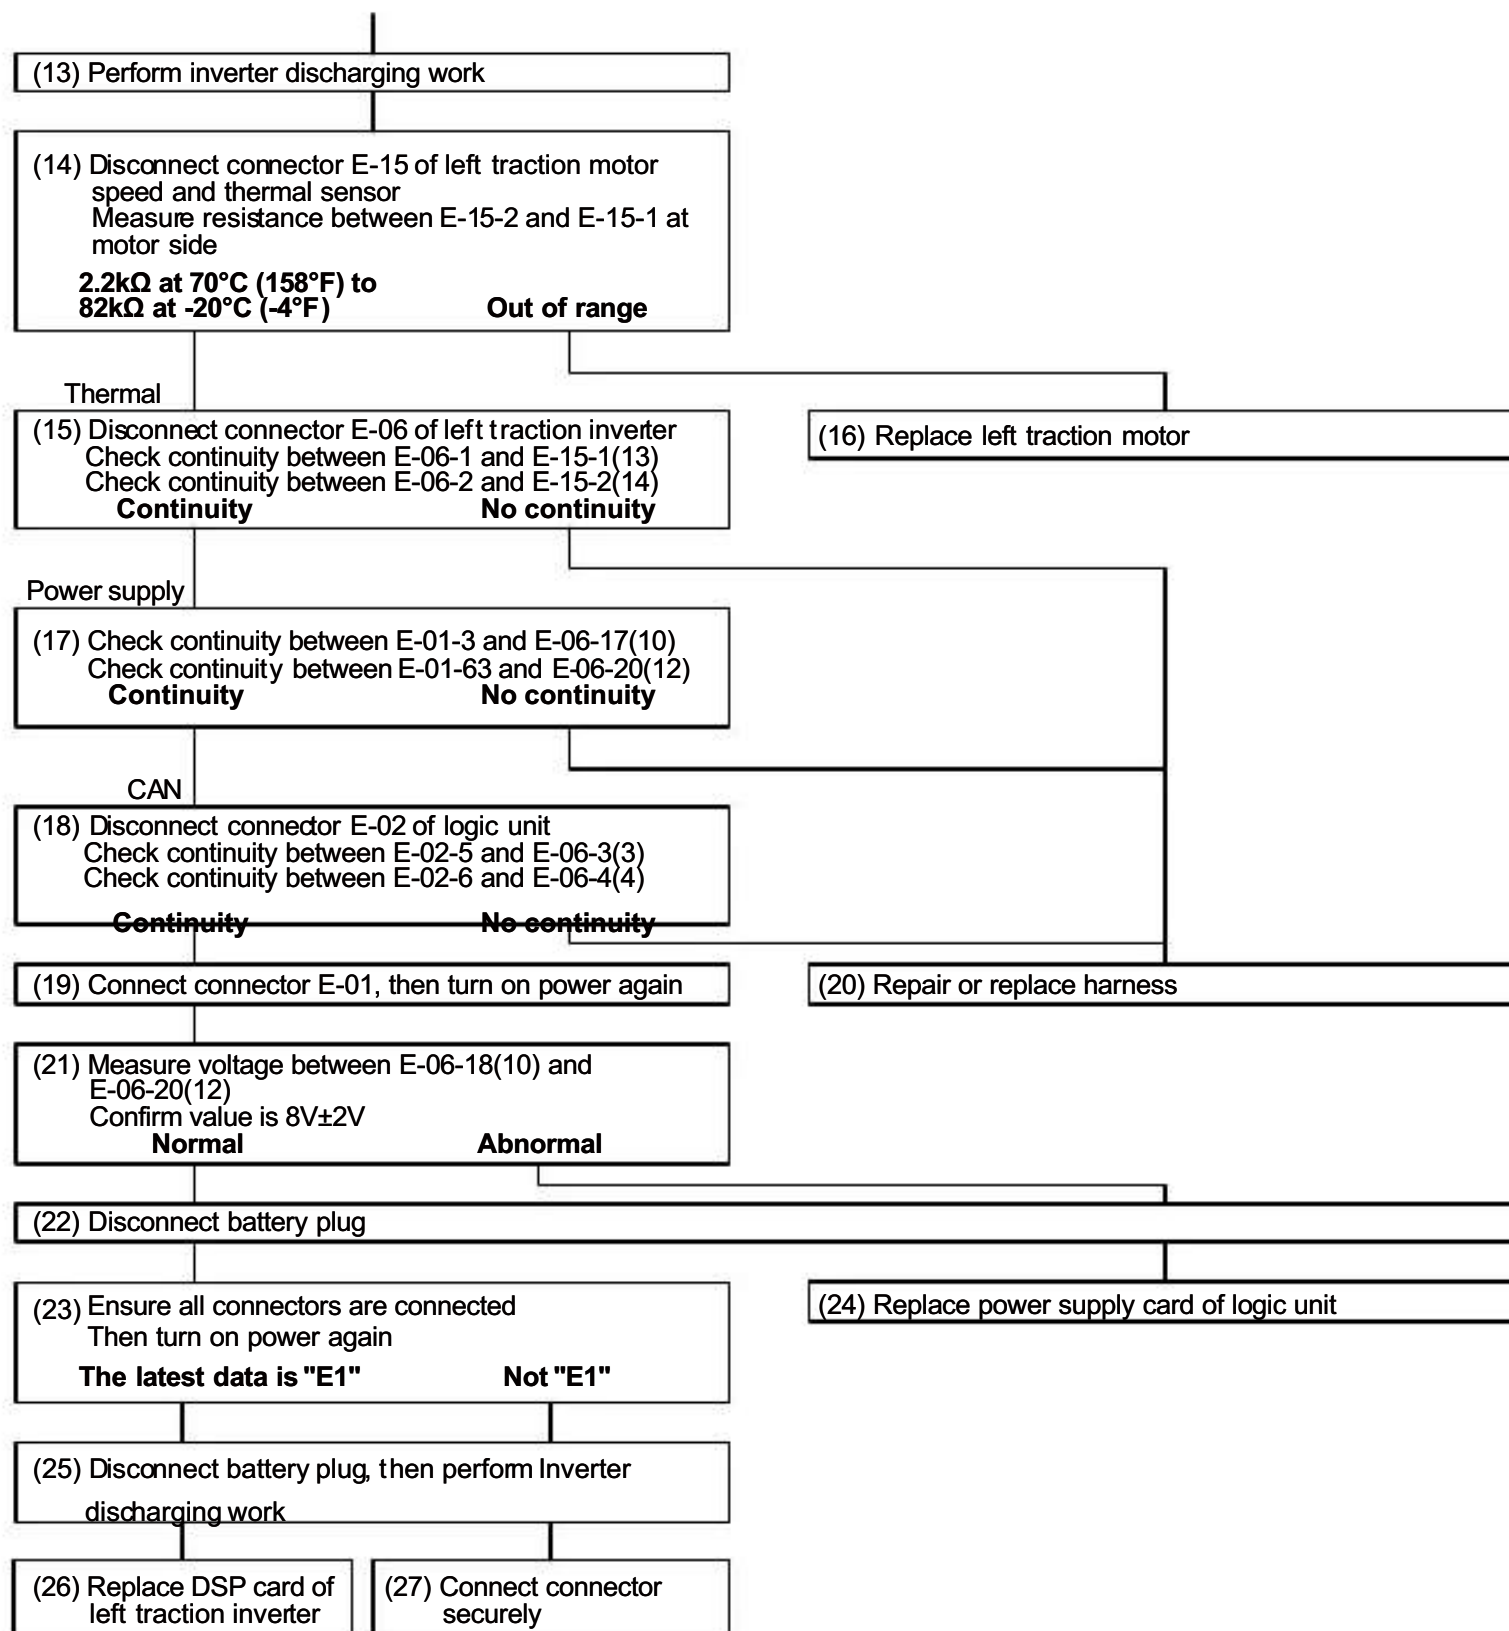 (13) Perform inverter discharging work
(14) Disconnect connector E-15 of left traction motor
speed and thermal sensor
Measure resistance between E-15-2 and E-15-1 at
motor side
2.2kΩ at 70°C (158°F) to
82kΩ at -20°C (-4°F)
Out of range
Thermal
(15) Disconnect connector E-06 of left traction inverter
Check continuity between E-06-1 and E-15-1(13)
Check continuity between E-06-2 and E-15-2(14)
Continuity No continuity
(16) Replace left traction motor
Power supply
(17) Check continuity between E-01-3 and E-06-17(10)
Check continuity between E-01-63 and E-06-20(12)
Continuity No continuity
CAN
(18) Disconnect connector E-02 of logic unit
Check continuity between E-02-5 and E-06-3(3)
Check continuity between E-02-6 and E-06-4(4)
Continuity No continuity
(19) Connect connector E-01, then turn on power again
(20) Repair or replace harness
(21) Measure voltage between E-06-18(10) and
E-06-20(12)
Confirm value is 8V±2V
Normal Abnormal
(22) Disconnect battery plug
(23) Ensure all connectors are connected
Then turn on power again
The latest data is "E1" Not "E1"
(24) Replace power supply card of logic unit
(25) Disconnect battery plug, then perform Inverter
discharging work
(26) Replace DSP card of
left traction inverter
(27) Connect connector
securely